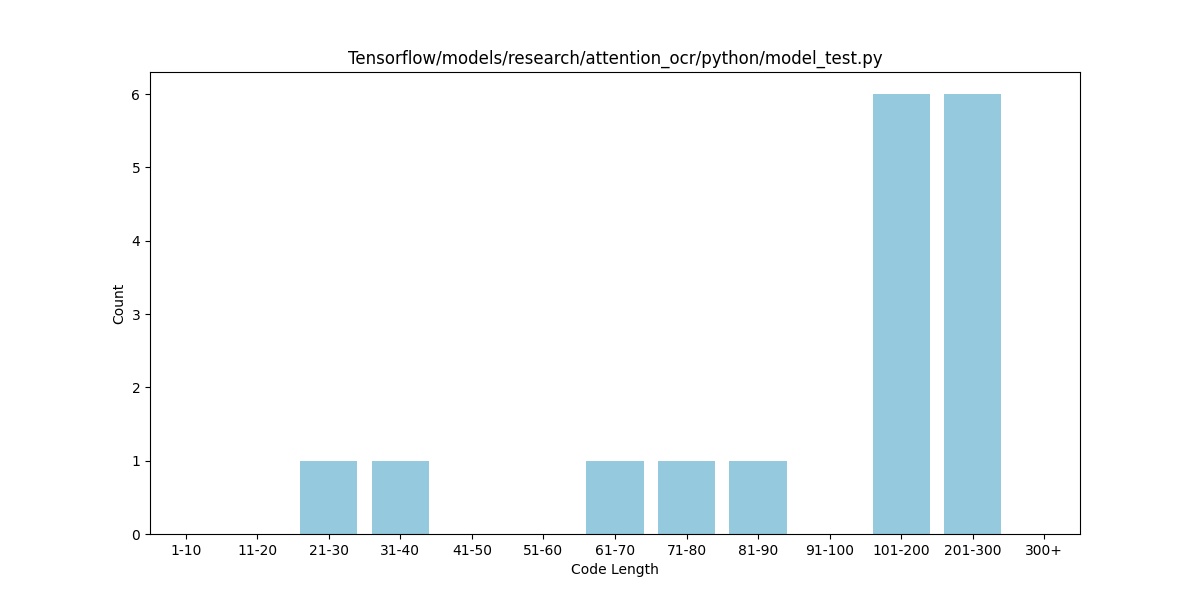 Tensorflow/models/research/attention_ocr/python/model_test.py
6
5
4
3
2
1
0
Count
1-10 11-20 21-30 31-40 41-50 51-60 61-70 71-80 81-90 91-100 101-200 201-300 300+
Code Length